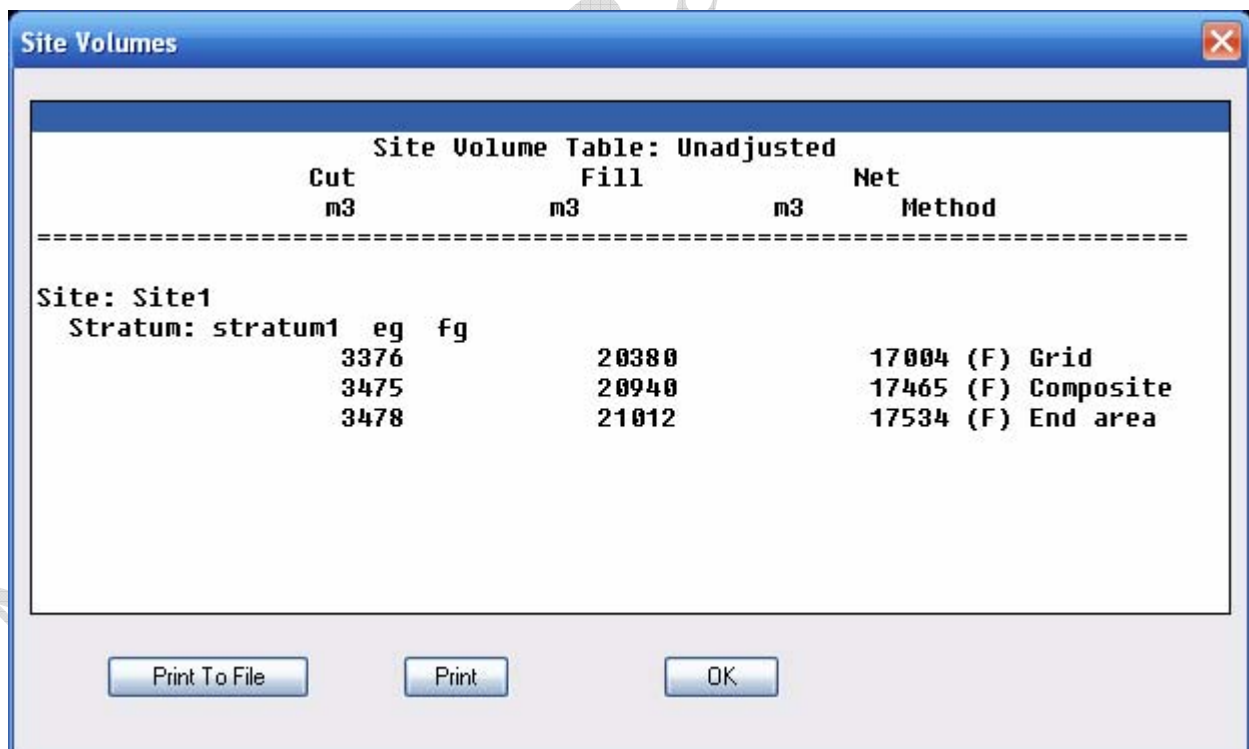 Site Volumes
Site Volume Table: Unadjusted
Cut Fill Net
m3 m3 m3 Method
========================================================================
Site: Site1
Stratum: stratum1 eg fg
3376 20380 17004 (F) Grid
3475 20940 17465 (F) Composite
3478 21012 17534 (F) End area
Print To File Print OK